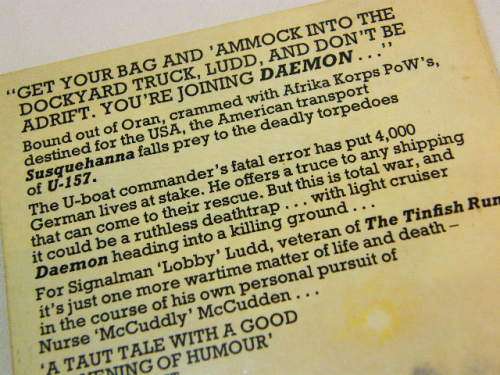 "GET YOUR BAG AND 'AMMOCK INTO THE
DOCKYARD TRUCK, LUDD, AND DON'T BE
ADRIFT. YOU'RE JOINING DAEMON . . ."
Bound out of Oran, crammed with Afrika Korps PoW's,
destined for the USA, the American transport
Susquehanna falls prey to the deadly torpedoes
of U-157.
The U-boat commander's fatal error has put 4,000
German lives at stake. He offers a truce to any shipping
that can come to their rescue. But this is total war, and
it could be a ruthless deathtrap . . . with light cruiser
Daemon heading into a killing ground . . .
For Signalman 'Lobby' Ludd, veteran of The Tinfish Run
it's just one more wartime matter of life and death –
in the course of his own personal pursuit of
Nurse 'McCuddly' McCudden . . .
'A TAUT TALE WITH A GOOD
OF HUMOUR'